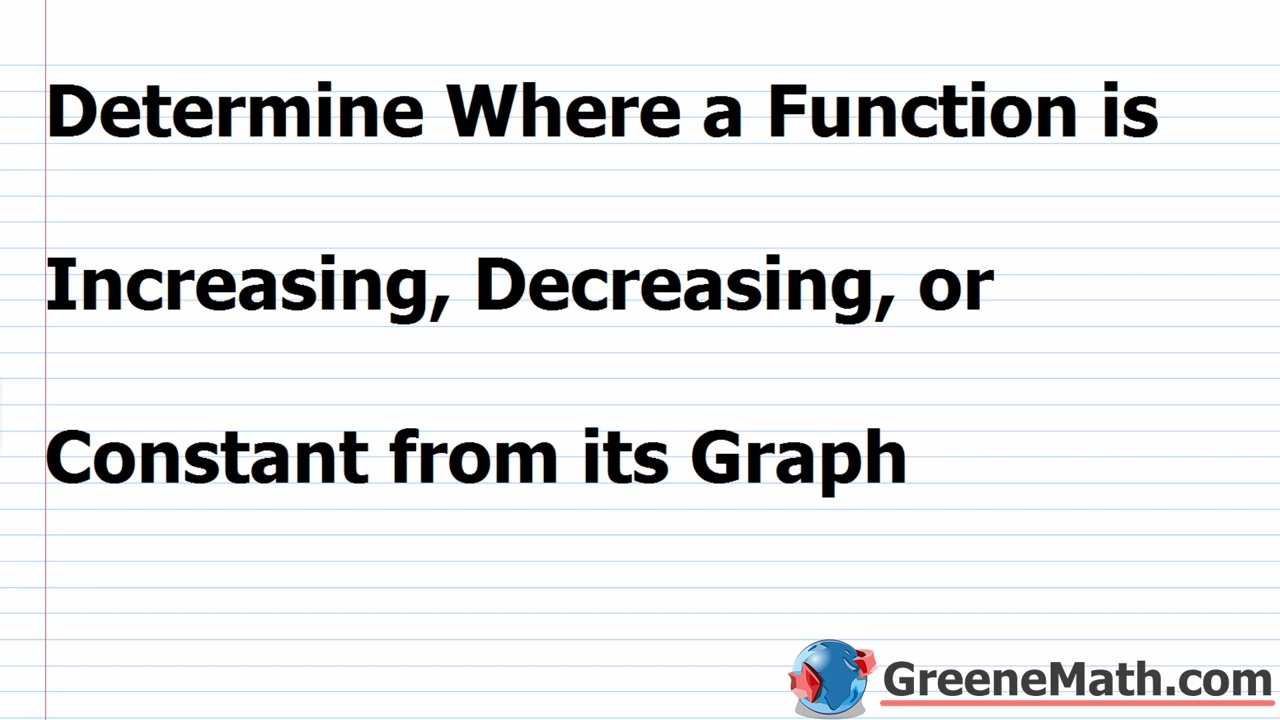 Determine Where a Function is
Increasing, Decreasing, or
Constant from its Graph
GreeneMath.com